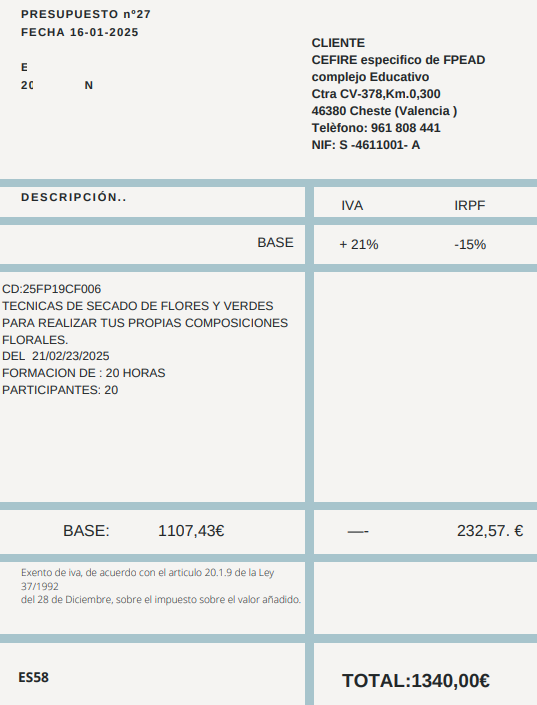 PRESUPUESTO nº27
FECHA 16-01-2025
E
20 N
CLIENTE
CEFIRE especifico de FPEAD
complejo Educativo
Ctra CV-378,Km.0,300
46380 Cheste (Valencia )
Telèfono: 961 808 441
NIF: S -4611001- A
DESCRIPCIÓN..
IVA IRPF
BASE + 21% -15%
CD:25FP19CF006
TECNICAS DE SECADO DE FLORES Y VERDES
PARA REALIZAR TUS PROPIAS COMPOSICIONES
FLORALES.
DEL 21/02/23/2025
FORMACION DE : 20 HORAS
PARTICIPANTES: 20
BASE: 1107,43€ —- 232,57. €
Exento de iva, de acuerdo con el articulo 20.1.9 de la Ley
37/1992
del 28 de Diciembre, sobre el impuesto sobre el valor añadido.
ES58
TOTAL:1340,00€